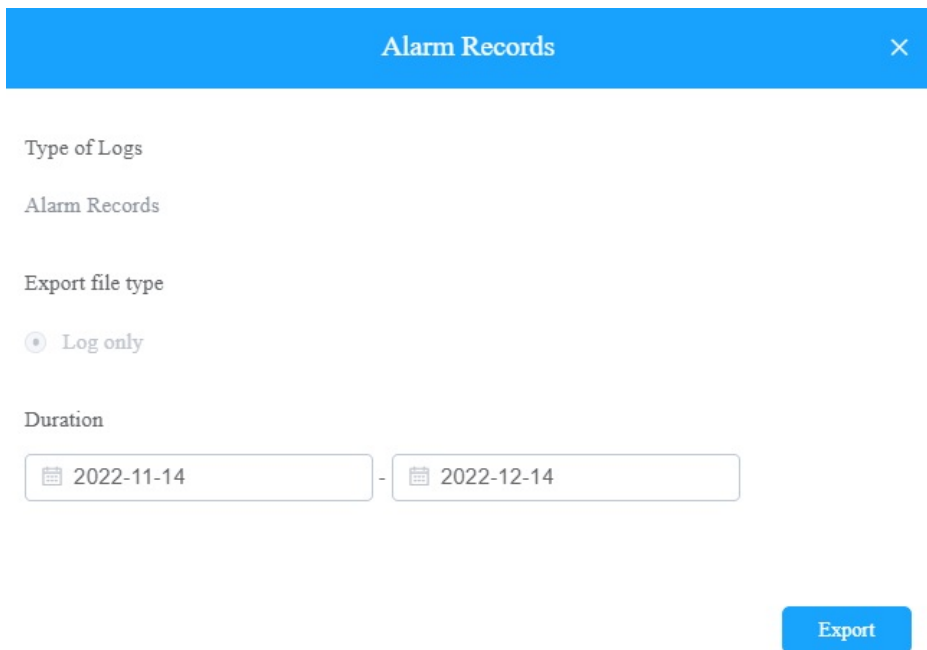 Alarm Records
Type of Logs
Alarm Records
Export file type
Log only
Duration
2022-11-14 - 2022-12-14
Export